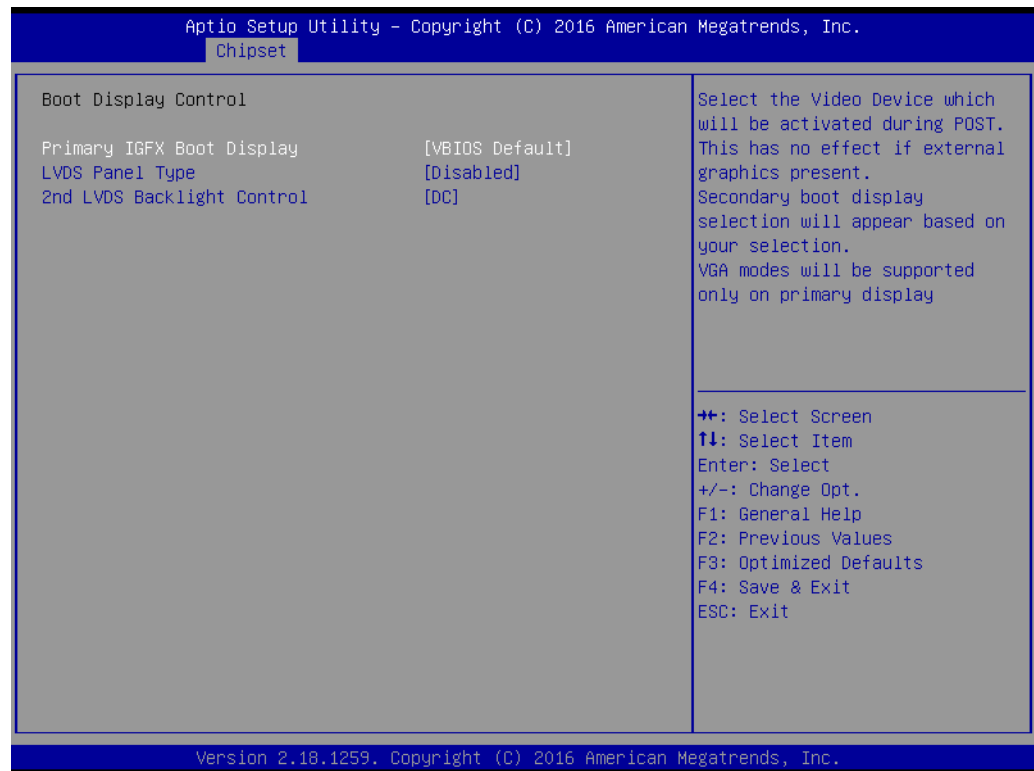 Aptio Setup Utility – Copyright (C) 2016 American Megatrends, Inc.
Chipset
Boot Display Control
Primary IGFX Boot Display [VBIOS Default]
LVDS Panel Type [Disabled]
2nd LVDS Backlight Control [DC]
Select the Video Device which
will be activated during POST.
This has no effect if external
graphics present.
Secondary boot display
selection will appear based on
your selection.
VGA modes will be supported
only on primary display
→←: Select Screen
↑↓: Select Item
Enter: Select
+/-: Change Opt.
F1: General Help
F2: Previous Values
F3: Optimized Defaults
F4: Save & Exit
ESC: Exit
Version 2.18.1259. Copyright (C) 2016 American Megatrends, Inc.